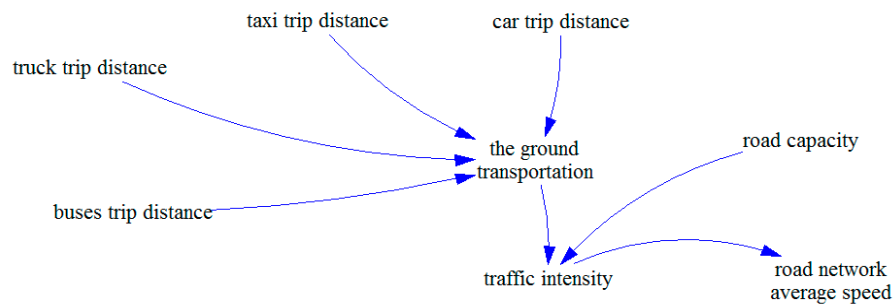 taxi trip distance
car trip distance
truck trip distance
the ground
transportation
road capacity
buses trip distance
traffic intensity
road network
average speed